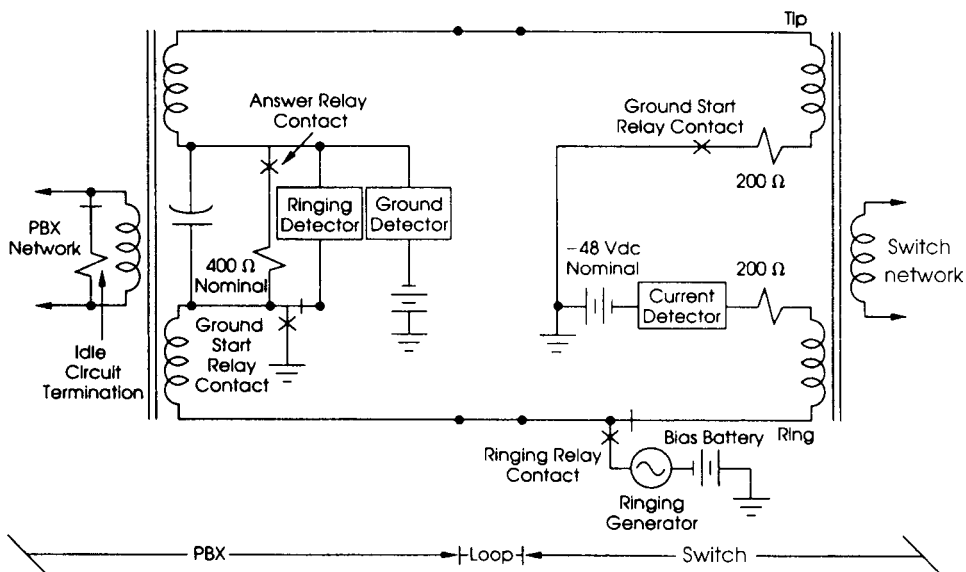 Tip
Answer Relay
Contact
Ground Start
Relay Contact
200 Ω
PBX
Network
Ringing
Detector
Ground
Detector
−48 Vdc
Nominal
200 Ω
Switch
network
400 Ω
Nominal
Current
Detector
Ground
Start
Relay
Contact
Idle
Circuit
Termination
Ring
Ringing Relay
Contact
Bias Battery
Ringing
Generator
PBX
Loop
Switch